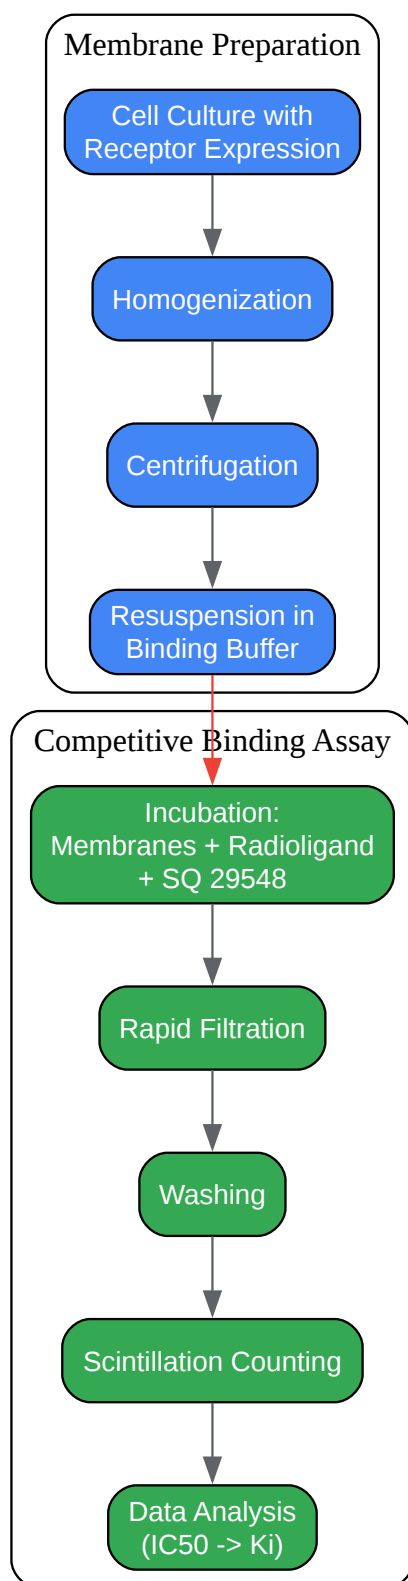 Membrane Preparation
Cell Culture with
Receptor Expression
Homogenization
Centrifugation
Resuspension in
Binding Buffer
Competitive Binding Assay
Incubation:
Membranes + Radioligand
+ SQ 29548
Rapid Filtration
Washing
Scintillation Counting
Data Analysis
(IC50 -> Ki)